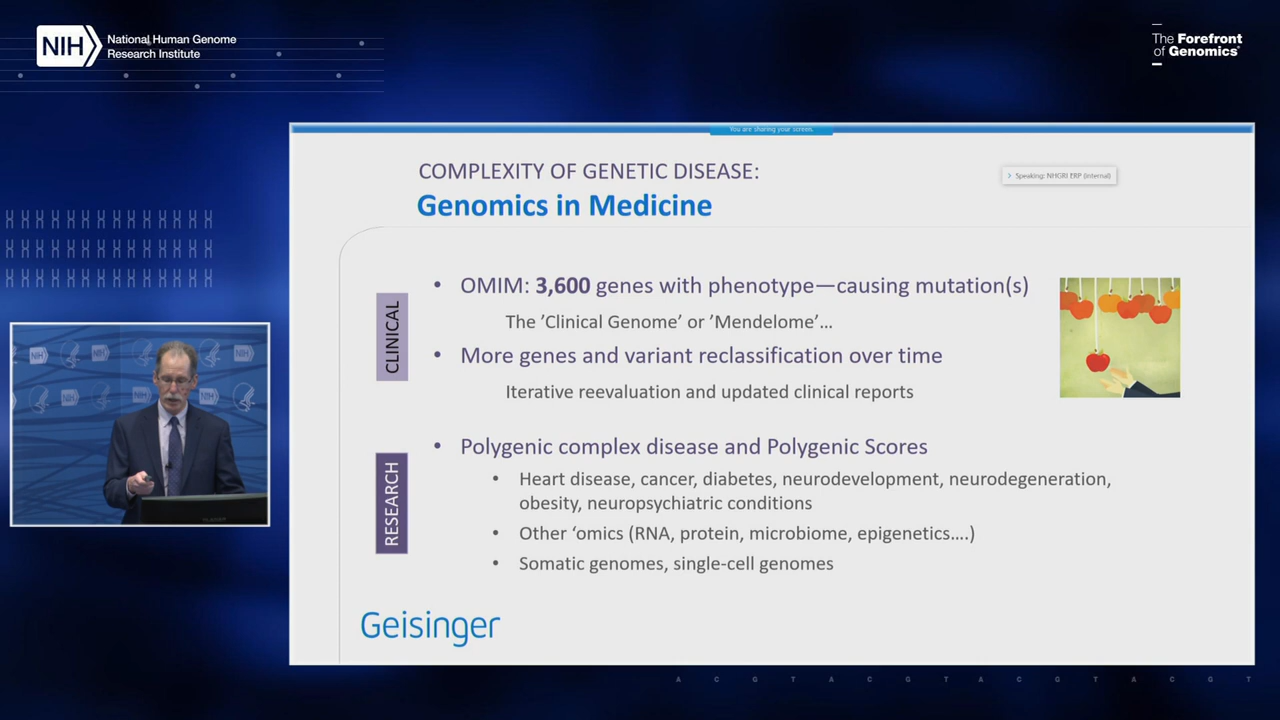 NIH
National Human Genome
Research Institute
The Forefront
of Genomics®
You are sharing your screen.
COMPLEXITY OF GENETIC DISEASE:
Speaking: NHGRI ERP (Internal)
Genomics in Medicine
CLINICAL
• OMIM: 3,600 genes with phenotype—causing mutation(s)
The ’Clinical Genome’ or ’Mendelome’…
• More genes and variant reclassification over time
Iterative reevaluation and updated clinical reports
RESEARCH
• Polygenic complex disease and Polygenic Scores
• Heart disease, cancer, diabetes, neurodevelopment, neurodegeneration,
obesity, neuropsychiatric conditions
• Other ‘omics (RNA, protein, microbiome, epigenetics….)
• Somatic genomes, single-cell genomes
Geisinger
NIH
NIH
NIH
NIH
A C G T A C G T A C G T A C G T